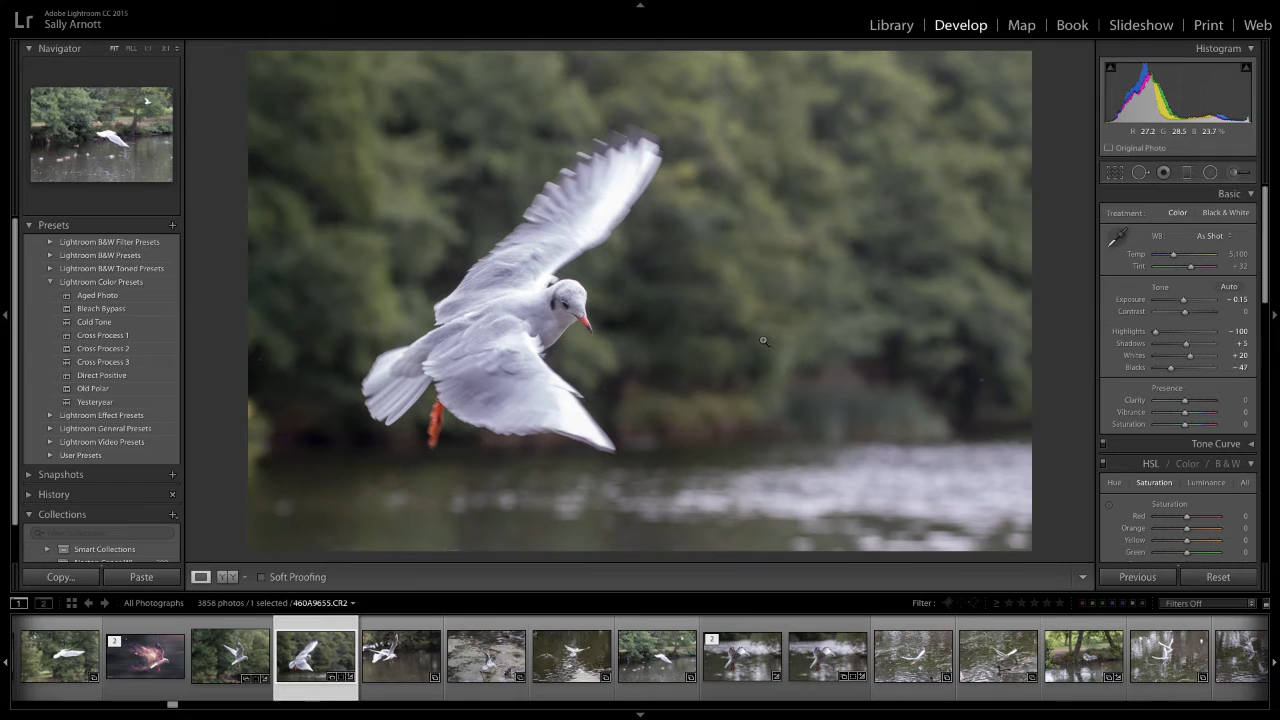 Lr
Adobe Lightroom CC 2015
Sally Arnott
Library | Develop | Map | Book | Slideshow | Print | Web
Navigator FIT FILL 1:1 3:1
Presets +
Lightroom B&W Filter Presets
Lightroom B&W Presets
Lightroom B&W Toned Presets
Lightroom Color Presets
Aged Photo
Bleach Bypass
Cold Tone
Cross Process 1
Cross Process 2
Cross Process 3
Direct Positive
Old Polar
Yesteryear
Lightroom Effect Presets
Lightroom General Presets
Lightroom Video Presets
User Presets
Snapshots +
History ×
Collections +
Smart Collections
Copy... Paste
Soft Proofing
Histogram
R 27.2 G 28.5 B 23.7 %
Original Photo
Basic
Treatment: Color Black & White
WB: As Shot
Temp 5,100
Tint + 32
Tone Auto
Exposure − 0.15
Contrast 0
Highlights − 100
Shadows + 5
Whites + 20
Blacks − 47
Presence
Clarity 0
Vibrance 0
Saturation 0
Tone Curve
HSL / Color / B & W
Hue Saturation Luminance All
Saturation
Red 0
Orange 0
Yellow 0
Green 0
Previous Reset
1 2 All Photographs 3858 photos / 1 selected / 460A9655.CR2 Filter: Filters Off
2
2